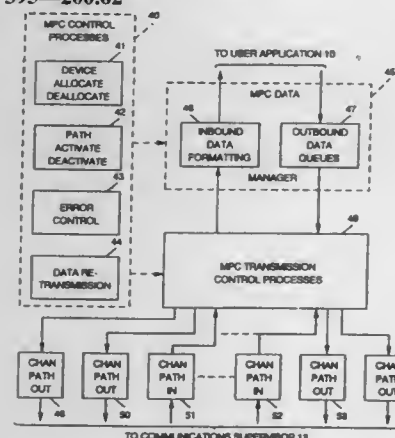 MPC CONTROL
PROCESSES
40
41
DEVICE
ALLOCATE
DEALLOCATE
42
PATH
ACTIVATE
DEACTIVATE
43
ERROR
CONTROL
44
DATA RE-
TRANSMISSION
TO USER APPLICATION 10
45
MPC DATA
46
INBOUND
DATA
FORMATTING
47
OUTBOUND
DATA
QUEUES
MANAGER
48
MPC TRANSMISSION
CONTROL PROCESSES
CHAN
PATH
OUT
49
CHAN
PATH
OUT
50
CHAN
PATH
IN
51
CHAN
PATH
IN
52
CHAN
PATH
OUT
53
CHAN
PATH
OUT
TO COMMUNICATIONS SUPERVISOR